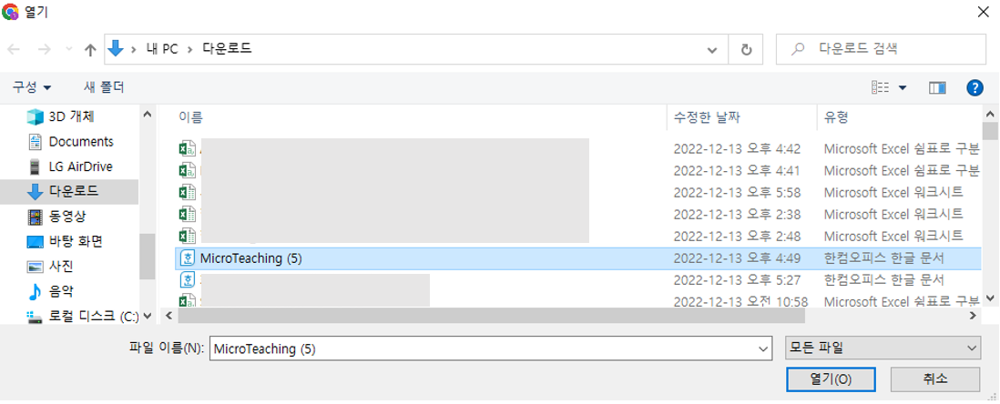 열기
내 PC > 다운로드
다운로드 검색
구성 새 폴더
이름 수정한 날짜 유형
3D 개체
Documents
LG AirDrive
다운로드
동영상
바탕 화면
사진
음악
로컬 디스크 (C:)
2022-12-13 오후 4:42 Microsoft Excel 쉼표로 구분
2022-12-13 오후 4:41 Microsoft Excel 쉼표로 구분
2022-12-13 오후 5:58 Microsoft Excel 워크시트
2022-12-13 오후 2:38 Microsoft Excel 워크시트
2022-12-13 오후 2:48 Microsoft Excel 워크시트
MicroTeaching (5) 2022-12-13 오후 4:49 한컴오피스 한글 문서
2022-12-13 오후 5:27 한컴오피스 한글 문서
2022-12-13 오전 10:58 Microsoft Excel 쉼표로 구분
파일 이름(N): MicroTeaching (5) 모든 파일
열기(O) 취소